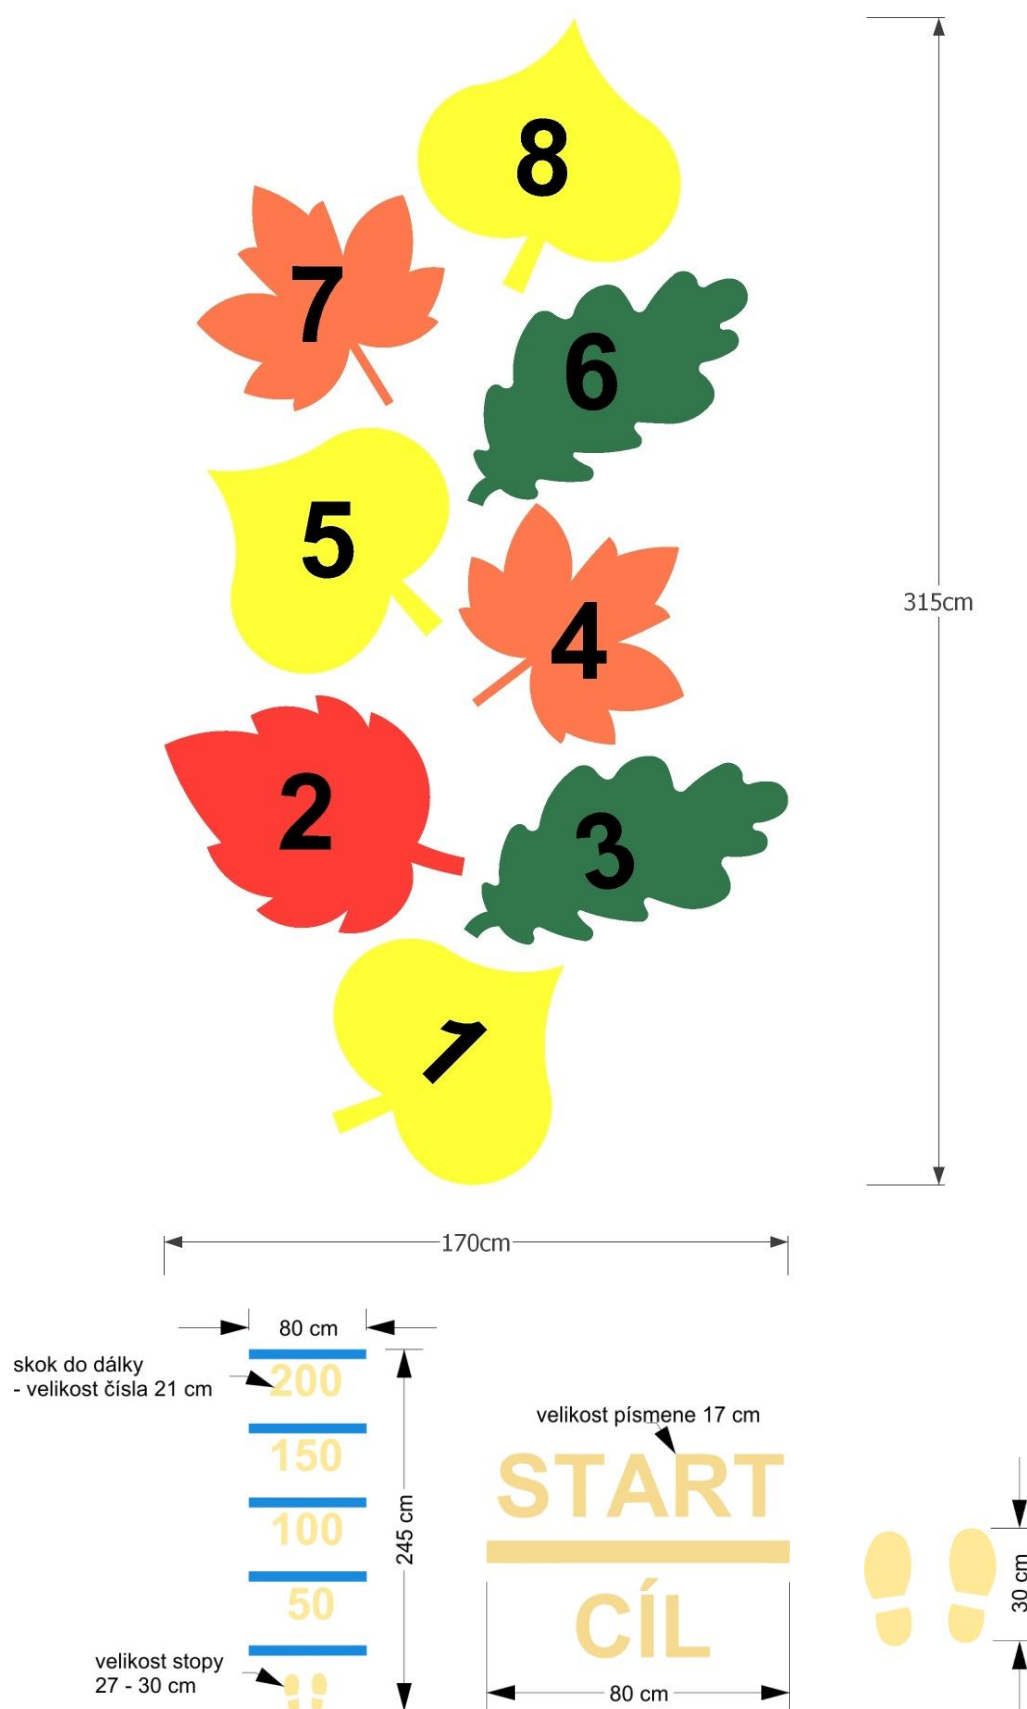 8
7
6
5
4
315cm
2
3
1
170cm
80 cm
skok do dálky
- velikost čísla 21 cm
200
150
100
50
245 cm
velikost stopy
27 - 30 cm
velikost písmene 17 cm
START
CÍL
80 cm
30 cm